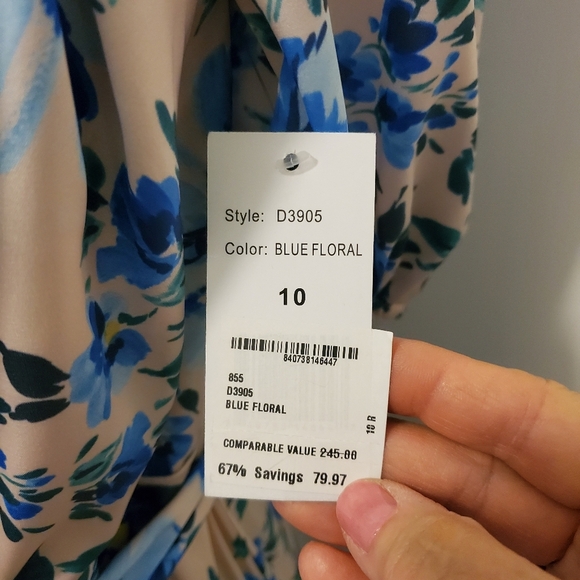 Style: D3905
Color: BLUE FLORAL
10
840738146447
855
D3905
BLUE FLORAL
10 R
COMPARABLE VALUE 245.00
67% Savings 79.97